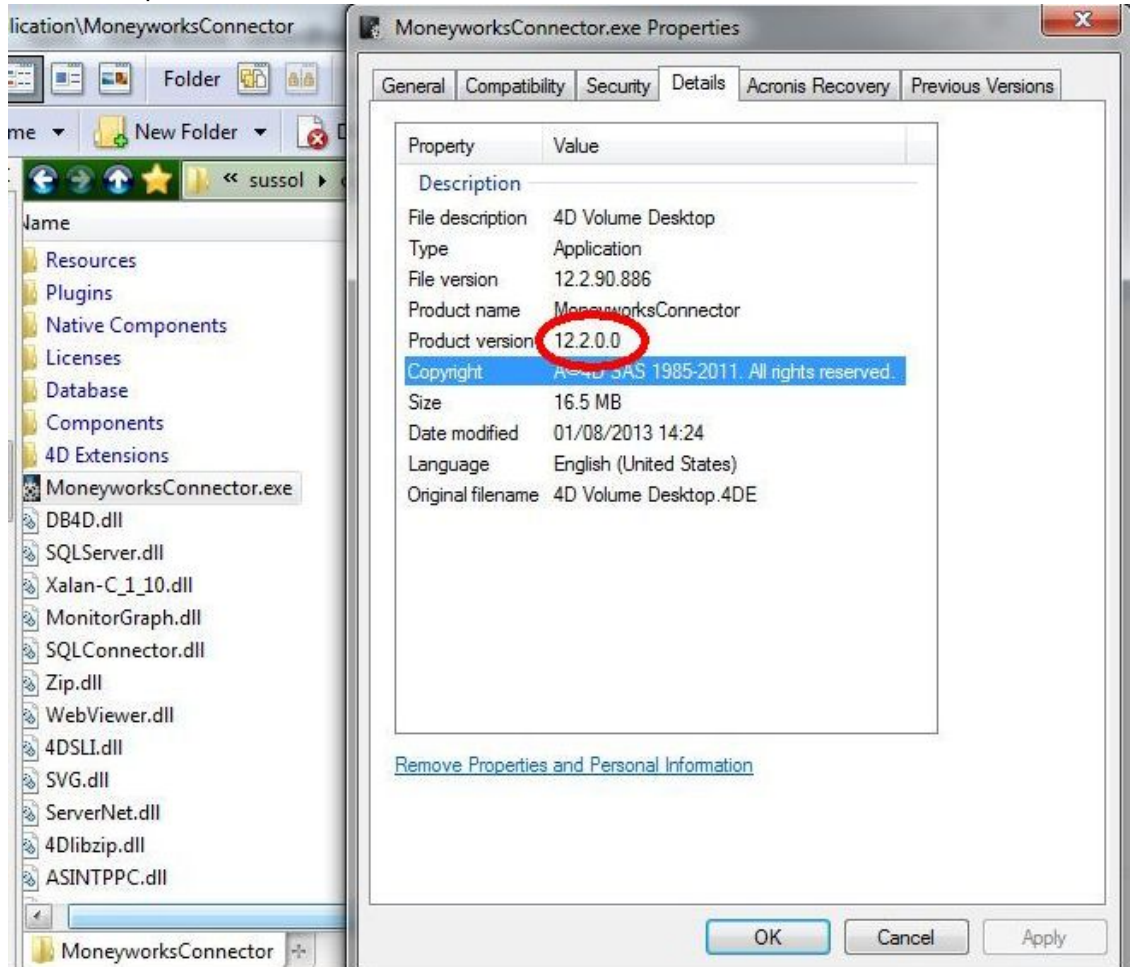 lication\MoneyworksConnector
Folder
me
New Folder
D
« sussol
Name
Resources
Plugins
Native Components
Licenses
Database
Components
4D Extensions
MoneyworksConnector.exe
DB4D.dll
SQLServer.dll
Xalan-C_1_10.dll
MonitorGraph.dll
SQLConnector.dll
Zip.dll
WebViewer.dll
4DSLI.dll
SVG.dll
ServerNet.dll
4Dlibzip.dll
ASINTPPC.dll
MoneyworksConnector
MoneyworksConnector.exe Properties
General Compatibility Security Details Acronis Recovery Previous Versions
Property Value
Description
File description 4D Volume Desktop
Type Application
File version 12.2.90.886
Product name MoneyworksConnector
Product version 12.2.0.0
Copyright A©4D SAS 1985-2011. All rights reserved.
Size 16.5 MB
Date modified 01/08/2013 14:24
Language English (United States)
Original filename 4D Volume Desktop.4DE
Remove Properties and Personal Information
OK Cancel Apply